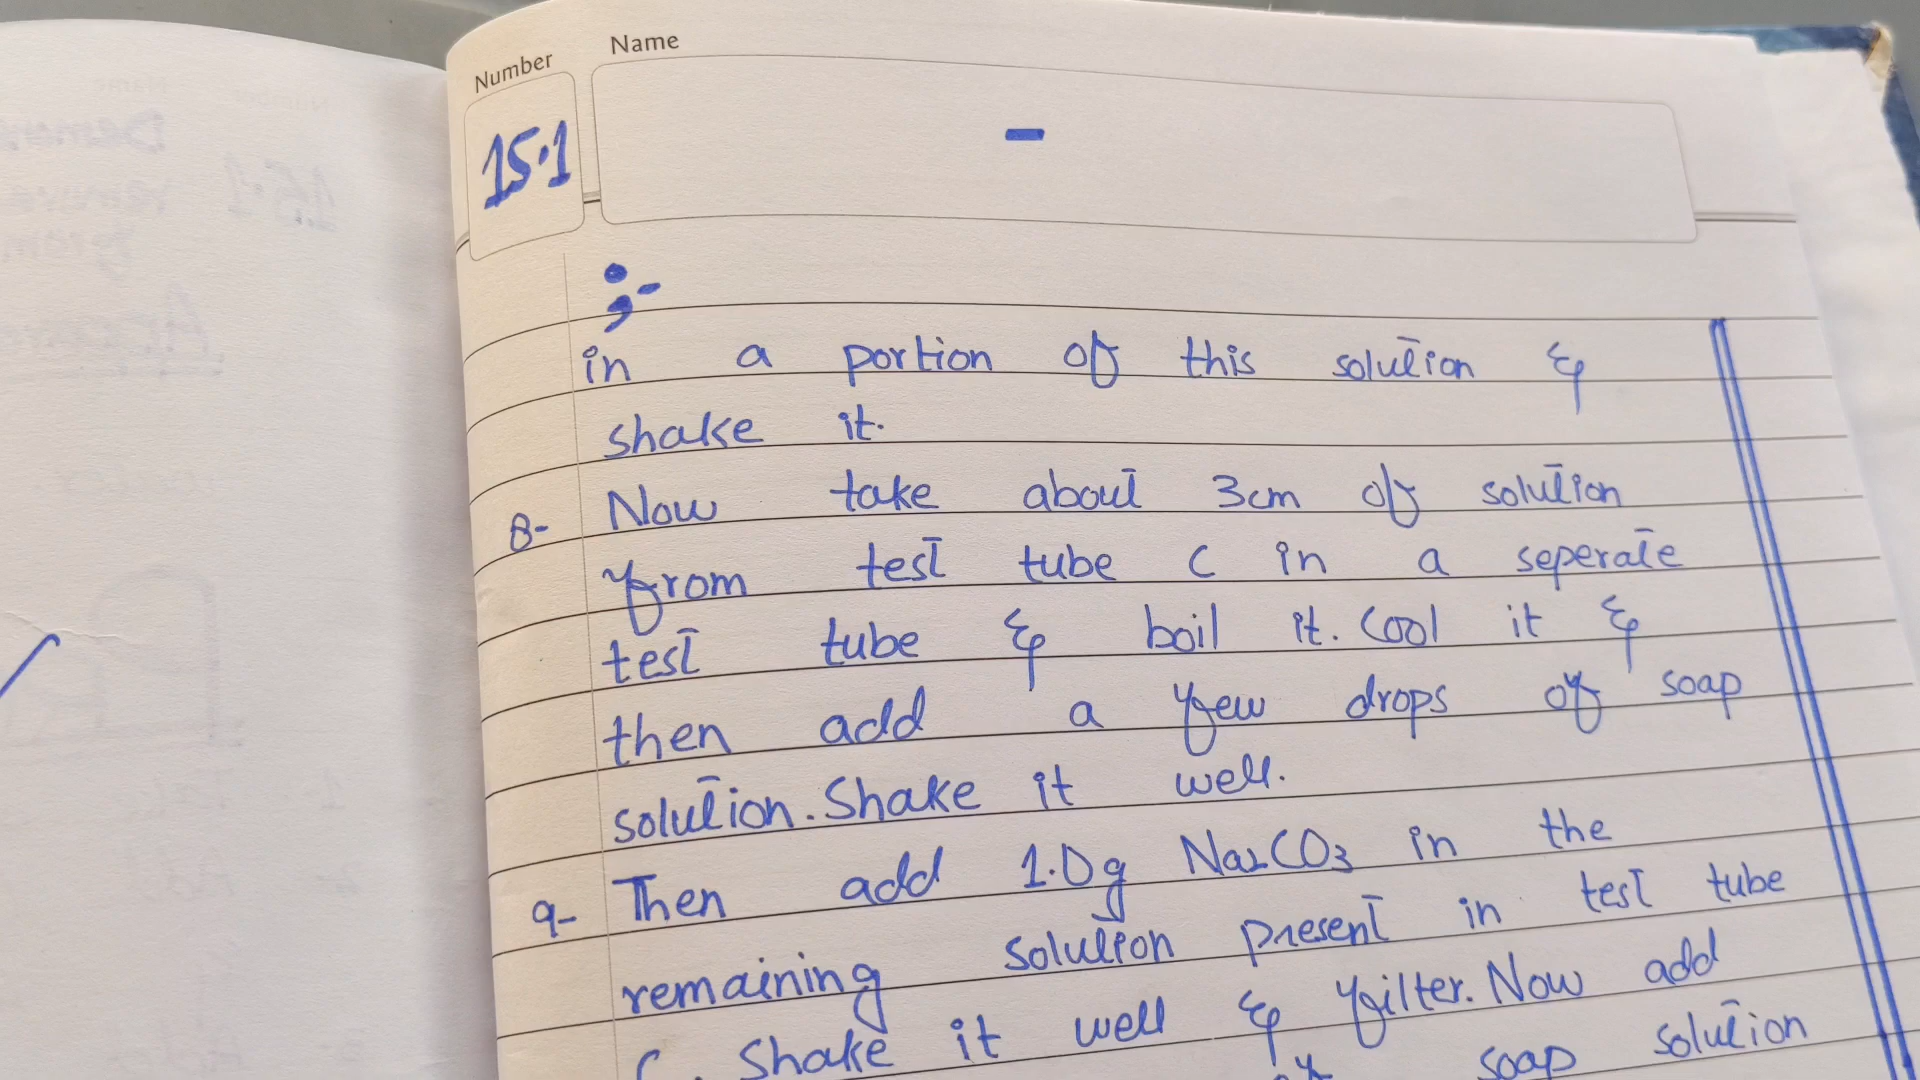 Number
Name
15.1
-
;-
in a portion of this solution &
shake it.
8- Now take about 3cm of solution
from test tube C in a seperate
test tube & boil it. Cool it &
then add a few drops of soap
solution. Shake it well.
9- Then add 1.0g Na2CO3 in the
remaining solution present in test tube
C. Shake it well & filter. Now add
soap solution